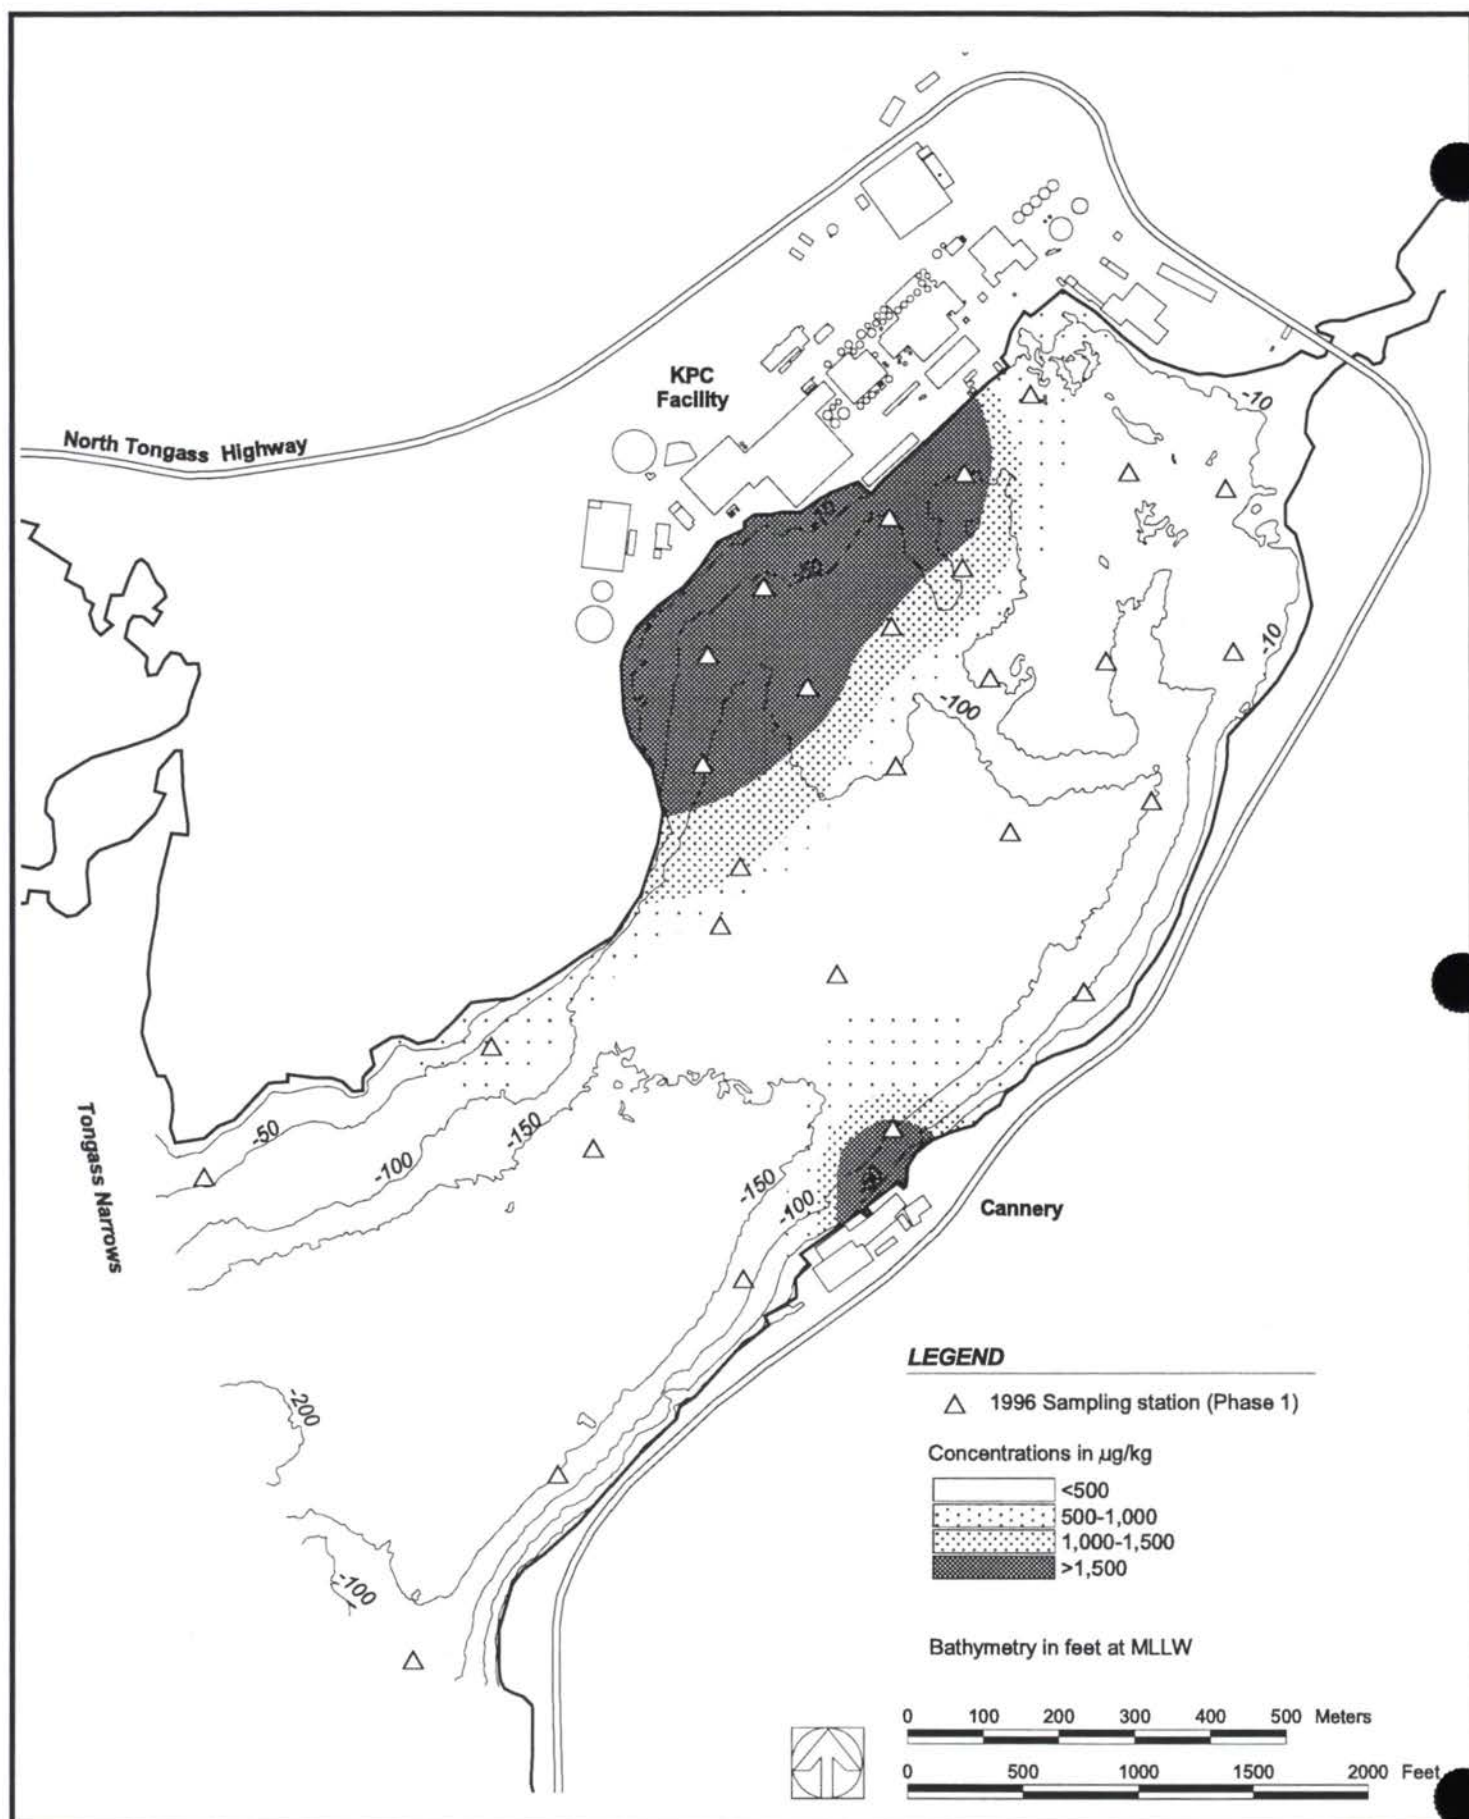 KPC
Facility
North Tongass Highway
-10
-10
-50
-10
-100
Tongass Narrows
-50
-100
-150
-150
-100
Cannery
-200
-100
LEGEND
1996 Sampling station (Phase 1)
Concentrations in µg/kg
<500
500-1,000
1,000-1,500
>1,500
Bathymetry in feet at MLLW
0 100 200 300 400 500 Meters
0 500 1000 1500 2000 Feet